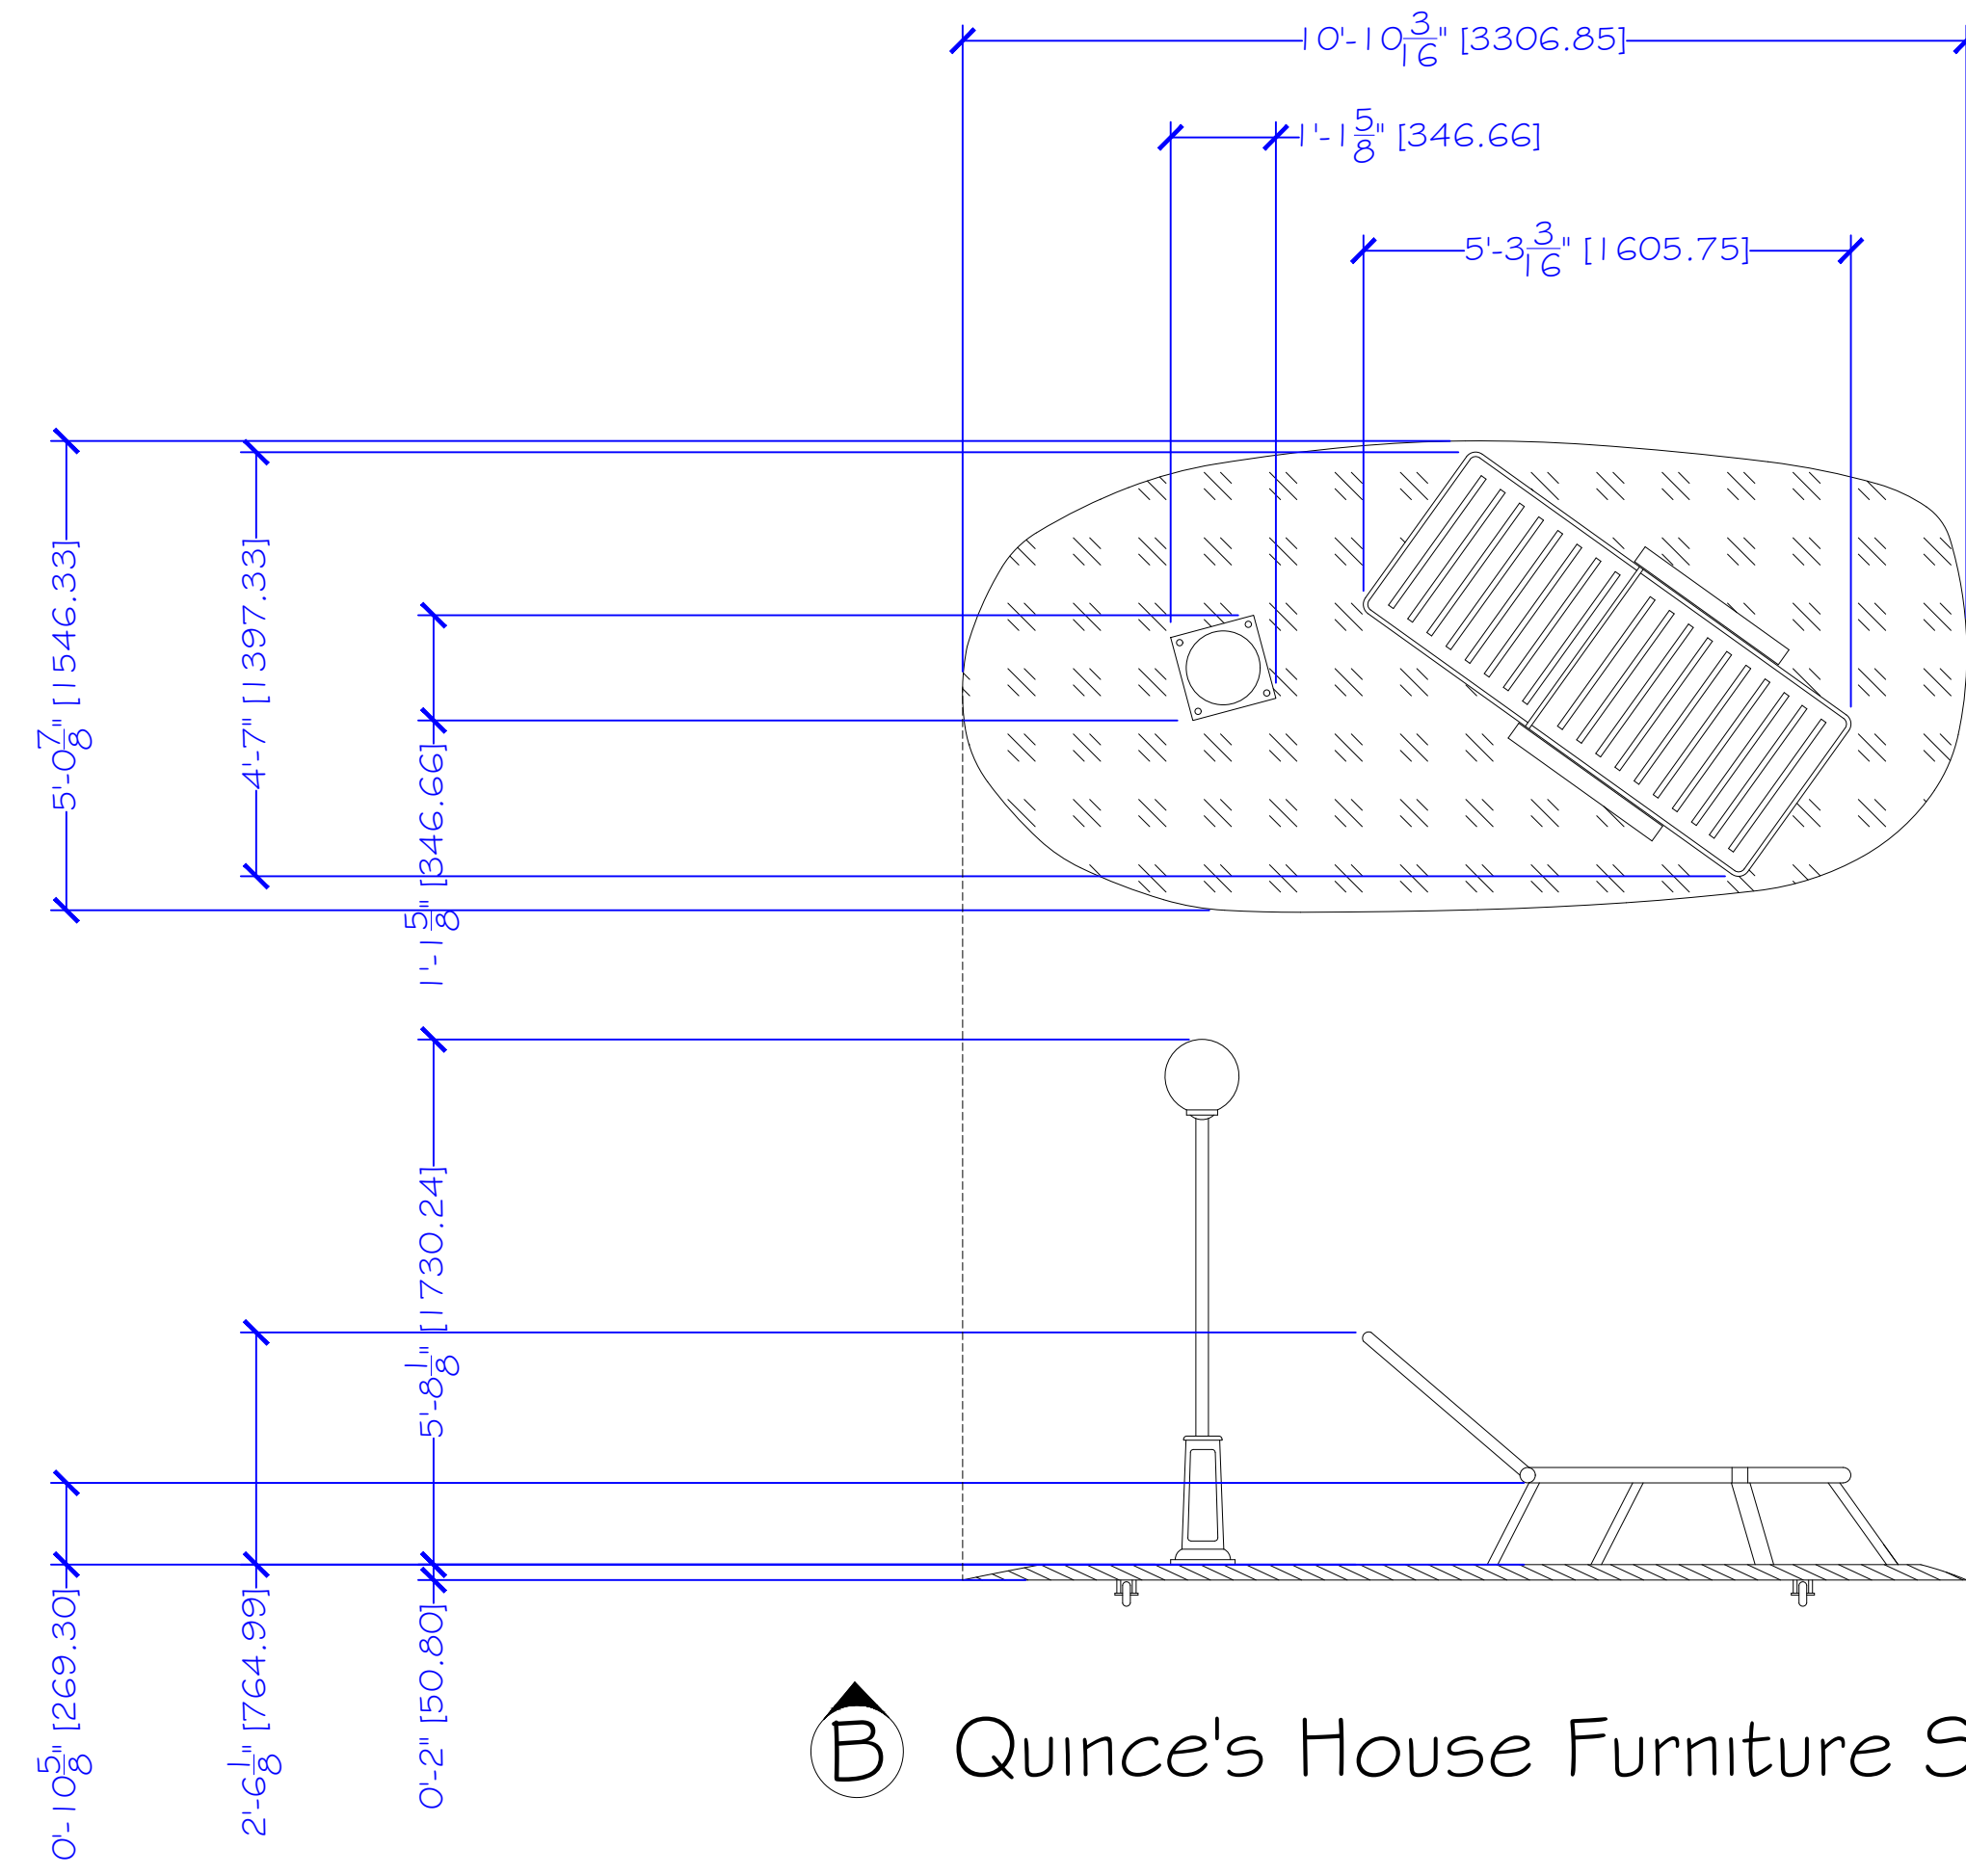 10'-10 3/16" [3306.85]
1'-1 5/8" [346.66]
5'-3 3/16" [1605.75]
5'-0 7/8" [1546.33]
4'-7" [1397.33]
1'-1 5/8" [346.66]
5'-8 1/8" [1730.24]
0'-10 5/8" [269.30]
2'-6 1/8" [764.99]
0'-2" [50.80]
B Quince's House Furniture S